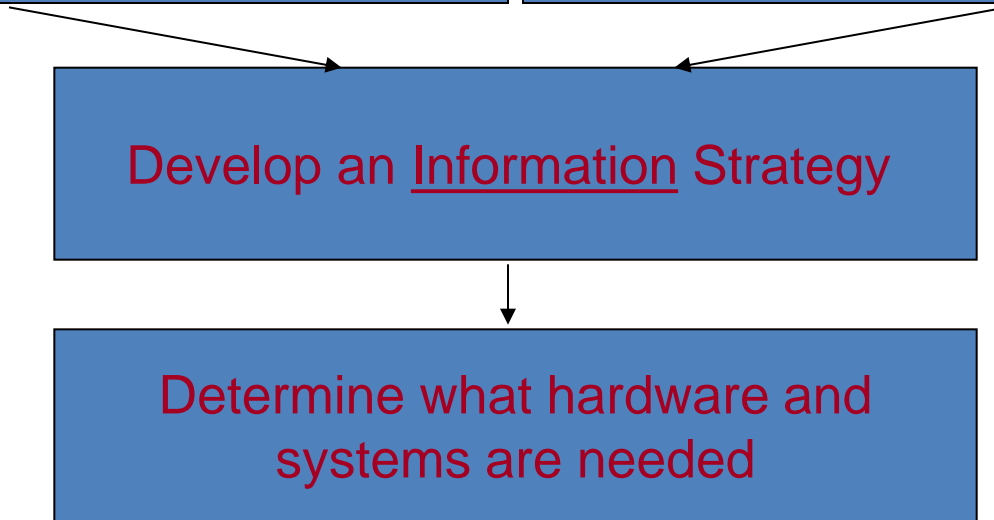 Develop an Information Strategy
Determine what hardware and
systems are needed